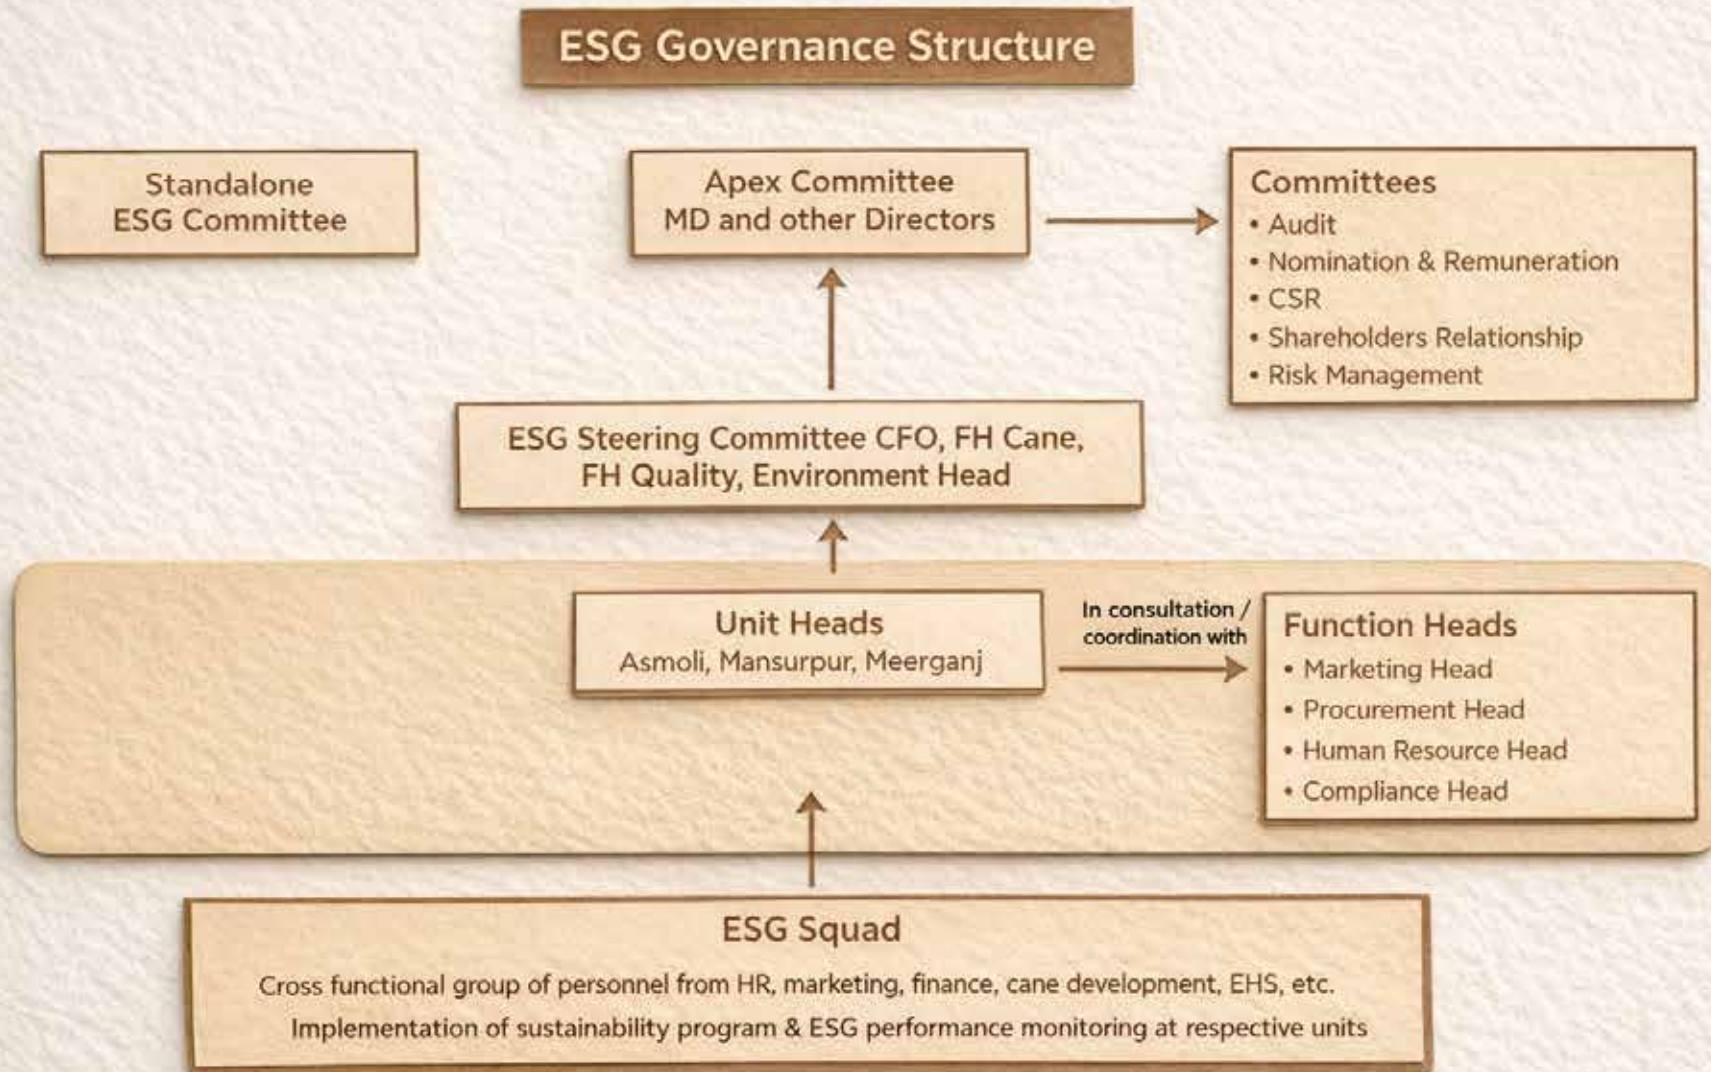 ESG Governance Structure
Standalone
ESG Committee
Apex Committee
MD and other Directors
Committees
• Audit
• Nomination & Remuneration
• CSR
• Shareholders Relationship
• Risk Management
ESG Steering Committee CFO, FH Cane,
FH Quality, Environment Head
Unit Heads
Asmoli, Mansurpur, Meerganj
In consultation /
coordination with
Function Heads
• Marketing Head
• Procurement Head
• Human Resource Head
• Compliance Head
ESG Squad
Cross functional group of personnel from HR, marketing, finance, cane development, EHS, etc.
Implementation of sustainability program & ESG performance monitoring at respective units